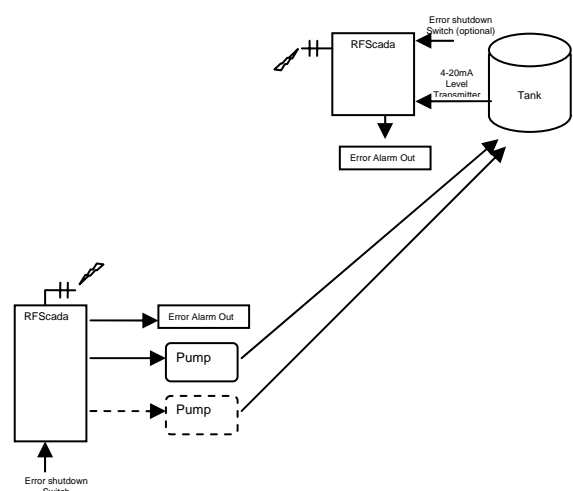 Error shutdown
Switch (optional)
RFScada
4-20mA
Level
Transmitter
Tank
Error Alarm Out
RFScada
Error Alarm Out
Pump
Pump
Error shutdown
Switch